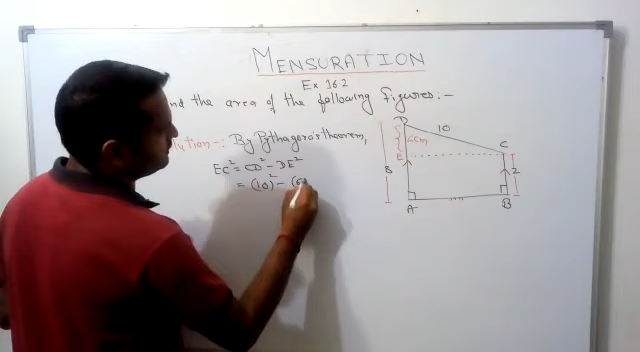 MENSURATION
Ex 16.2
nd the area of the following figures:-
lution-: By Pythagoro's theorem,
EC² = CD² - DE²
= (10)² - (6
D
10
6cm
E
C
8
2
A
B